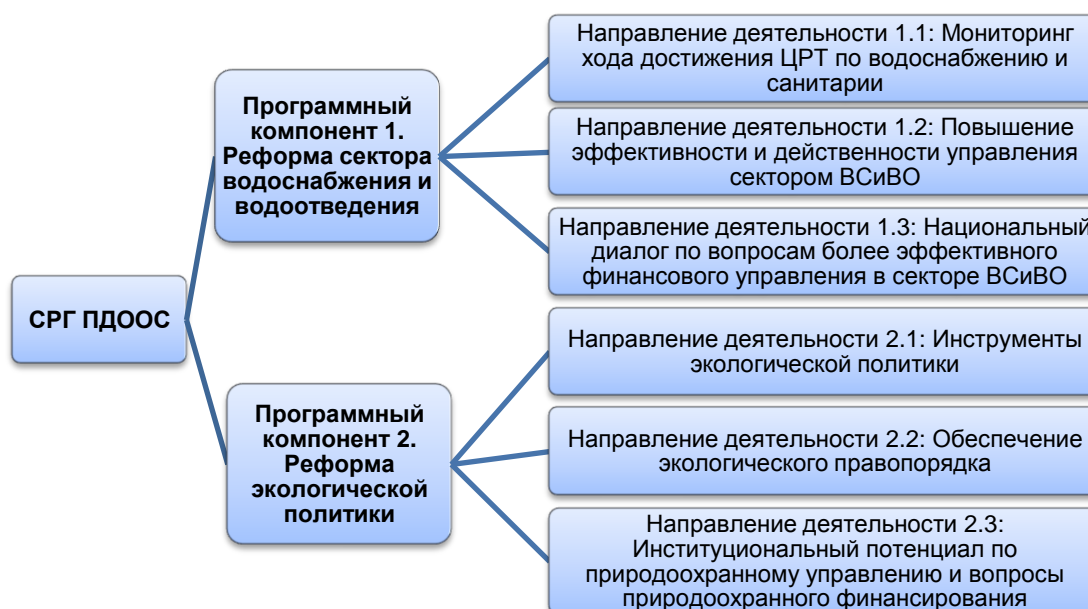 СРГ ПДООС
Программный
компонент 1.
Реформа сектора
водоснабжения и
водоотведения
Направление деятельности 1.1: Мониторинг
хода достижения ЦРТ по водоснабжению и
санитарии
Направление деятельности 1.2: Повышение
эффективности и действенности управления
сектором ВСиВО
Направление деятельности 1.3: Национальный
диалог по вопросам более эффективного
финансового управления в секторе ВСиВО
Программный
компонент 2.
Реформа
экологической
политики
Направление деятельности 2.1: Инструменты
экологической политики
Направление деятельности 2.2: Обеспечение
экологического правопорядка
Направление деятельности 2.3:
Институциональный потенциал по
природоохранному управлению и вопросы
природоохранного финансирования